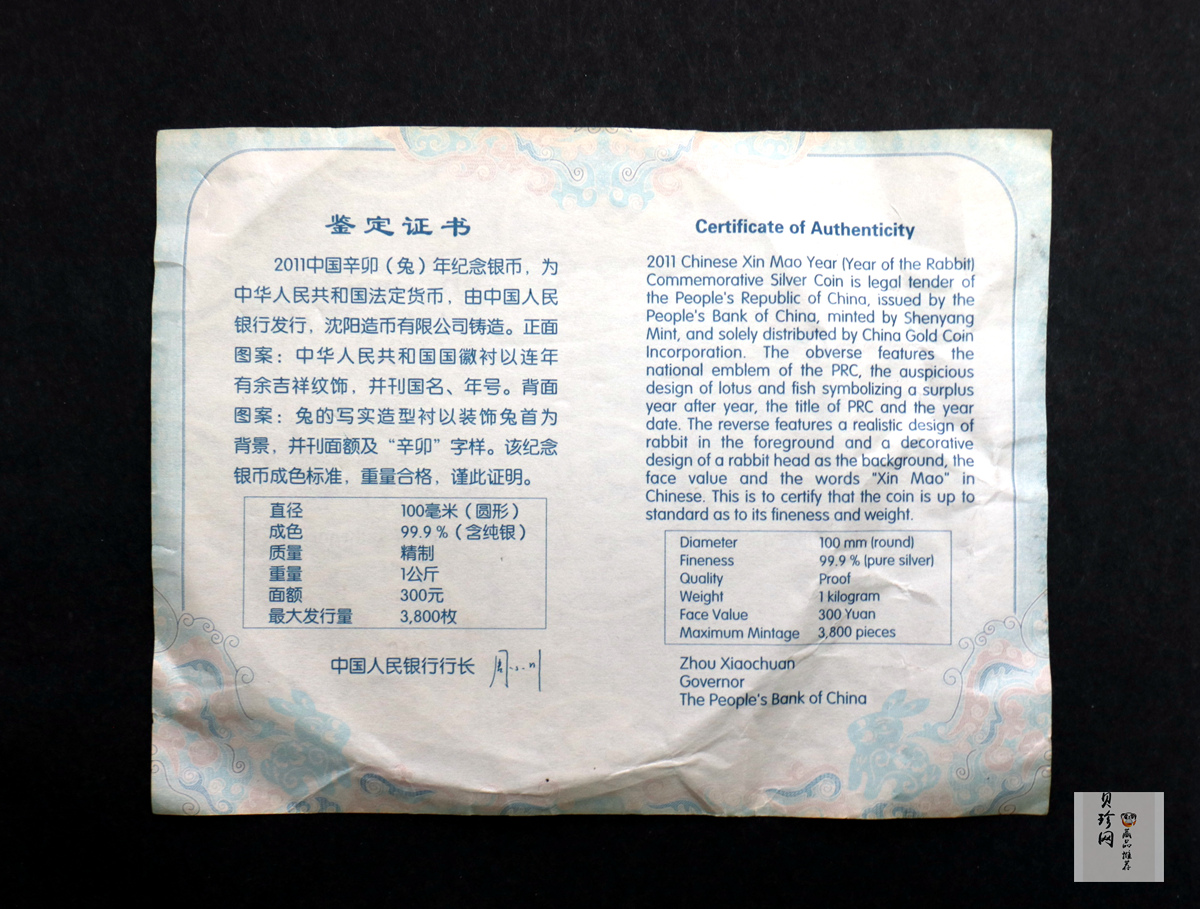 鉴定证书
2011中国辛卯（兔）年纪念银币，为
中华人民共和国法定货币，由中国人民
银行发行，沈阳造币有限公司铸造。正面
图案：中华人民共和国国徽衬以连年
有余吉祥纹饰，并刊国名、年号。背面
图案：兔的写实造型衬以装饰兔首为
背景，并刊面额及“辛卯”字样。该纪念
银币成色标准，重量合格，谨此证明。
直径 100毫米（圆形）
成色 99.9％（含纯银）
质量 精制
重量 1公斤
面额 300元
最大发行量 3,800枚
中国人民银行行长 周小川
Certificate of Authenticity
2011 Chinese Xin Mao Year (Year of the Rabbit)
Commemorative Silver Coin is legal tender of
the People's Republic of China, issued by the
People's Bank of China, minted by Shenyang
Mint, and solely distributed by China Gold Coin
Incorporation. The obverse features the
national emblem of the PRC, the auspicious
design of lotus and fish symbolizing a surplus
year after year, the title of PRC and the year
date. The reverse features a realistic design of
rabbit in the foreground and a decorative
design of a rabbit head as the background, the
face value and the words "Xin Mao" in
Chinese. This is to certify that the coin is up to
standard as to its fineness and weight.
Diameter 100 mm (round)
Fineness 99.9 % (pure silver)
Quality Proof
Weight 1 kilogram
Face Value 300 Yuan
Maximum Mintage 3,800 pieces
Zhou Xiaochuan
Governor
The People's Bank of China
贝珍网
藏品推荐